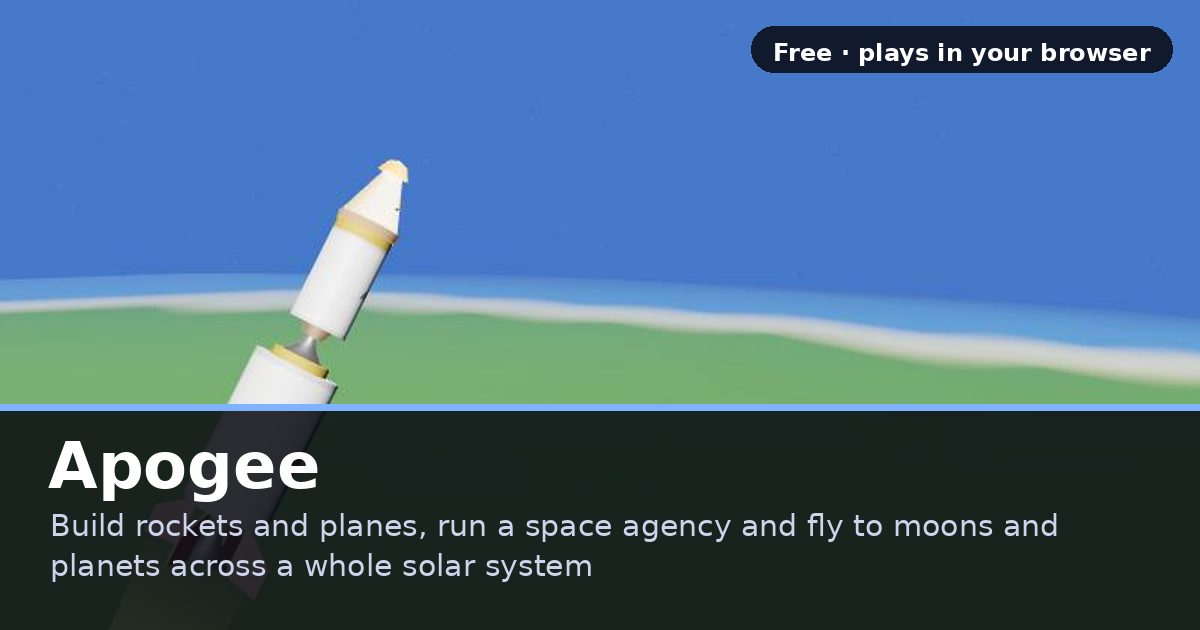 Free · plays in your browser
Apogee
Build rockets and planes, run a space agency and fly to moons and
planets across a whole solar system